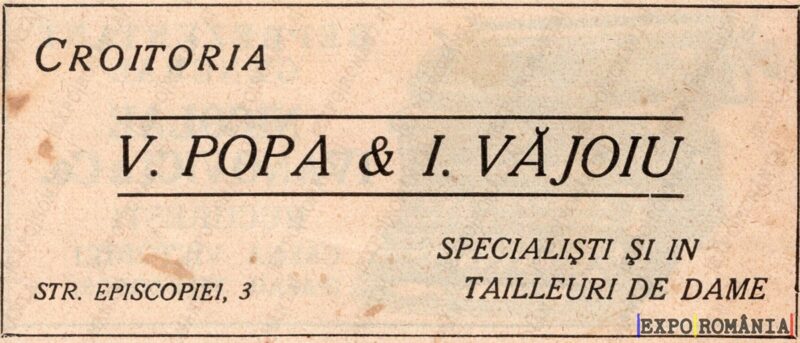 CROITORIA
V. POPA & I. VĂJOIU
SPECIALIŞTI ŞI IN
TAILLEURI DE DAME
STR. EPISCOPIEI, 3
EXPO ROMÂNIA